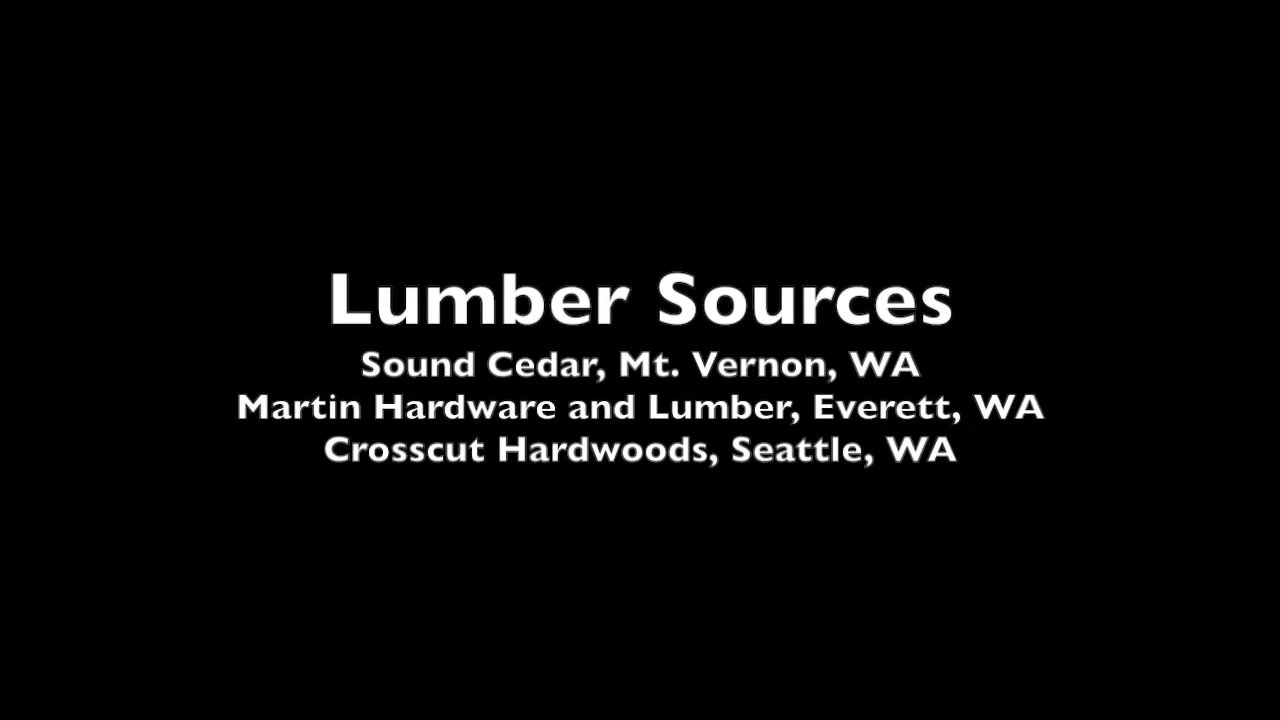 Lumber Sources
Sound Cedar, Mt. Vernon, WA
Martin Hardware and Lumber, Everett, WA
Crosscut Hardwoods, Seattle, WA